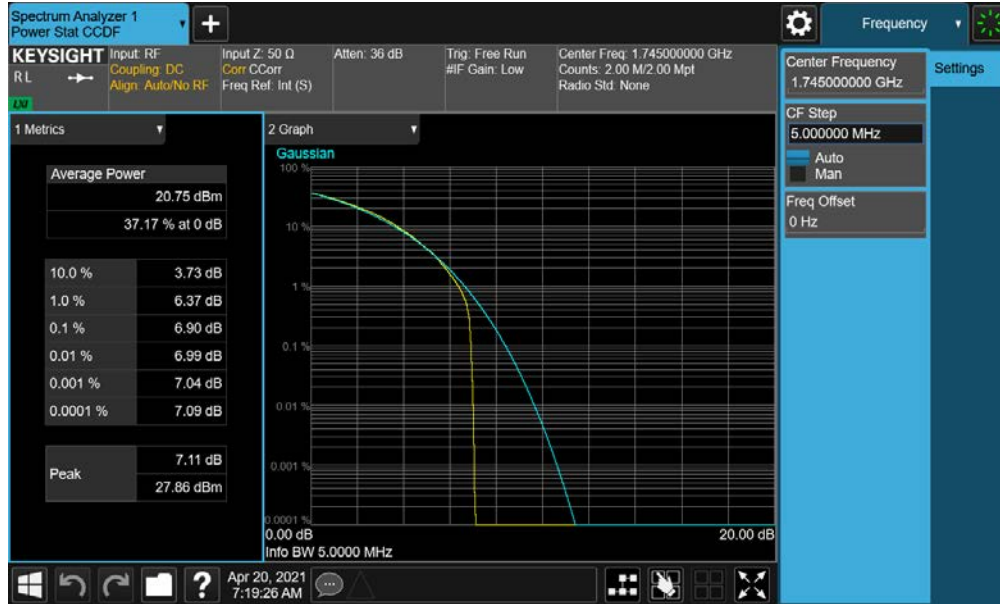 Spectrum Analyzer 1
Power Stat CCDF
Frequency
KEYSIGHT
RL
LXI
Input: RF
Coupling: DC
Align: Auto/No RF
Input Z: 50 Ω
Corr CCorr
Freq Ref: Int (S)
Atten: 36 dB
Trig: Free Run
#IF Gain: Low
Center Freq: 1.745000000 GHz
Counts: 2.00 M/2.00 Mpt
Radio Std: None
Center Frequency
1.745000000 GHz
Settings
CF Step
5.000000 MHz
Auto
Man
Freq Offset
0 Hz
1 Metrics
Average Power
20.75 dBm
37.17 % at 0 dB
10.0 % 3.73 dB
1.0 % 6.37 dB
0.1 % 6.90 dB
0.01 % 6.99 dB
0.001 % 7.04 dB
0.0001 % 7.09 dB
Peak
7.11 dB
27.86 dBm
2 Graph
Gaussian
100 %
10 %
1 %
0.1 %
0.01 %
0.001 %
0.0001 %
0.00 dB
20.00 dB
Info BW 5.0000 MHz
Apr 20, 2021
7:19:26 AM